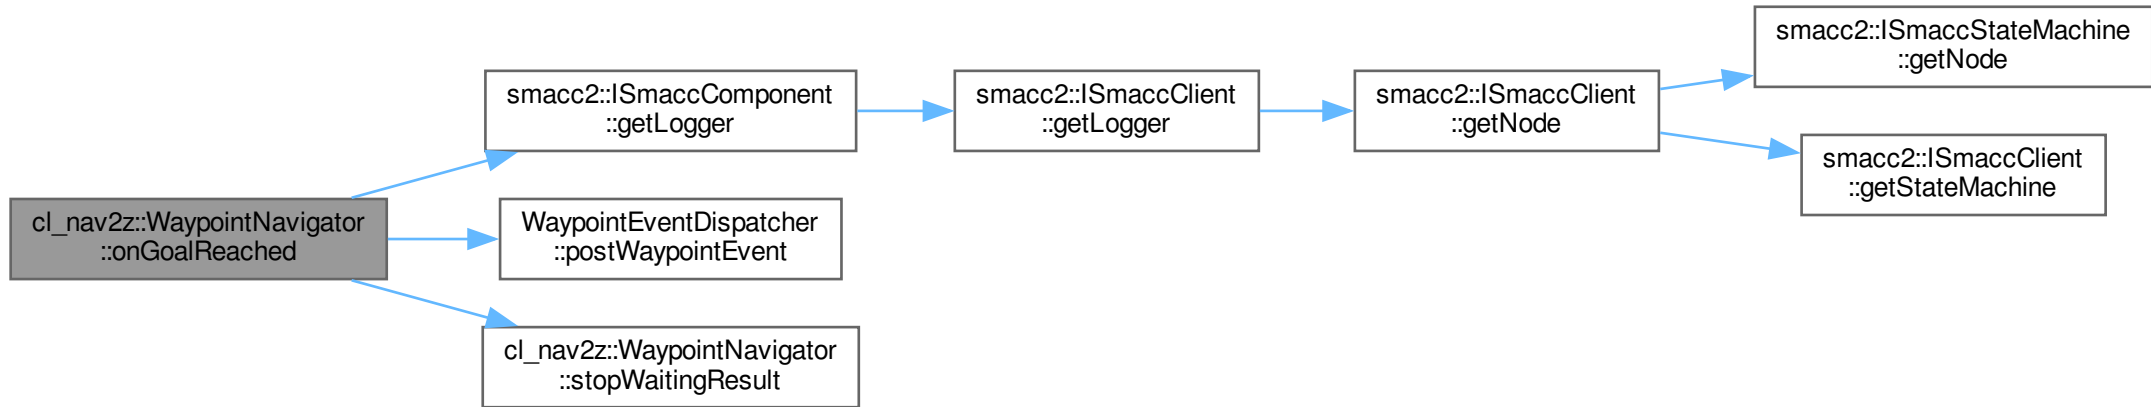 cl_nav2z::WaypointNavigator
::onGoalReached
smacc2::ISmaccComponent
::getLogger
smacc2::ISmaccClient
::getLogger
smacc2::ISmaccClient
::getNode
smacc2::ISmaccStateMachine
::getNode
smacc2::ISmaccClient
::getStateMachine
WaypointEventDispatcher
::postWaypointEvent
cl_nav2z::WaypointNavigator
::stopWaitingResult